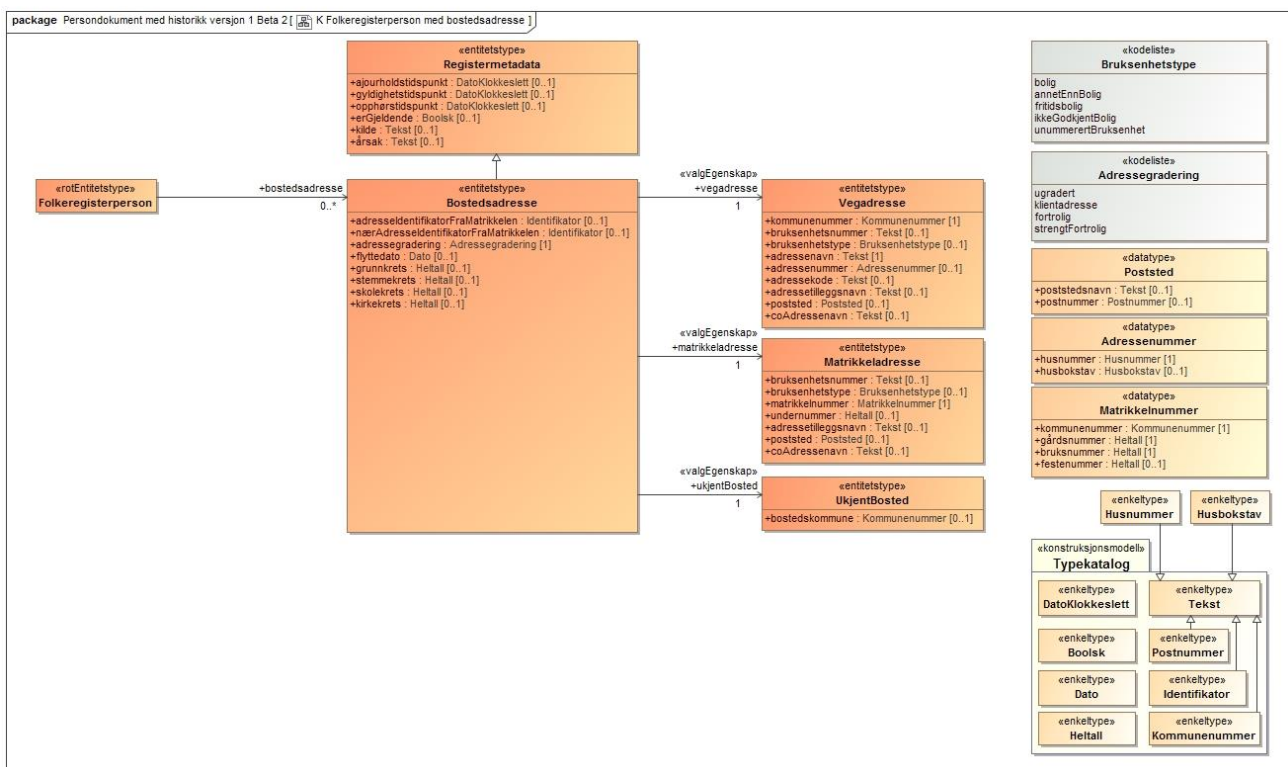 package Persondokument med historikk versjon 1 Beta 2 [ K Folkeregisterperson med bostedsadresse ]
«entitetstype»
Registermetadata
+ajourholdstidspunkt : DatoKlokkeslett [0..1]
+gyldighetstidspunkt : DatoKlokkeslett [0..1]
+opphørstidspunkt : DatoKlokkeslett [0..1]
+erGjeldende : Boolsk [0..1]
+kilde : Tekst [0..1]
+årsak : Tekst [0..1]
«rotEntitetstype»
Folkeregisterperson
+bostedsadresse
0..*
«entitetstype»
Bostedsadresse
+adresseIdentifikatorFraMatrikkelen : Identifikator [0..1]
+nærAdresseIdentifikatorFraMatrikkelen : Identifikator [0..1]
+adressegradering : Adressegradering [1]
+flyttedato : Dato [0..1]
+grunnkrets : Heltall [0..1]
+stemmekrets : Heltall [0..1]
+skolekrets : Heltall [0..1]
+kirkekrets : Heltall [0..1]
«valgEgenskap»
+vegadresse
1
«entitetstype»
Vegadresse
+kommunenummer : Kommunenummer [1]
+bruksenhetsnummer : Tekst [0..1]
+bruksenhetstype : Bruksenhetstype [0..1]
+adressenavn : Tekst [1]
+adressenummer : Adressenummer [0..1]
+adressekode : Tekst [0..1]
+adressetilleggsnavn : Tekst [0..1]
+poststed : Poststed [0..1]
+coAdressenavn : Tekst [0..1]
«valgEgenskap»
+matrikkeladresse
1
«entitetstype»
Matrikkeladresse
+bruksenhetsnummer : Tekst [0..1]
+bruksenhetstype : Bruksenhetstype [0..1]
+matrikkelnummer : Matrikkelnummer [1]
+undernummer : Heltall [0..1]
+adressetilleggsnavn : Tekst [0..1]
+poststed : Poststed [0..1]
+coAdressenavn : Tekst [0..1]
«valgEgenskap»
+ukjentBosted
1
«entitetstype»
UkjentBosted
+bostedskommune : Kommunenummer [0..1]
«kodeliste»
Bruksenhetstype
bolig
annetEnnBolig
fritidsbolig
ikkeGodkjentBolig
unummerertBruksenhet
«kodeliste»
Adressegradering
ugradert
klientadresse
fortrolig
strengtFortrolig
«datatype»
Poststed
+poststedsnavn : Tekst [0..1]
+postnummer : Postnummer [0..1]
«datatype»
Adressenummer
+husnummer : Husnummer [1]
+husbokstav : Husbokstav [0..1]
«datatype»
Matrikkelnummer
+kommunenummer : Kommunenummer [1]
+gårdsnummer : Heltall [1]
+bruksnummer : Heltall [1]
+festenummer : Heltall [0..1]
«enkeltype»
Husnummer
«enkeltype»
Husbokstav
«konstruksjonsmodell»
Typekatalog
«enkeltype»
DatoKlokkeslett
«enkeltype»
Tekst
«enkeltype»
Boolsk
«enkeltype»
Postnummer
«enkeltype»
Dato
«enkeltype»
Identifikator
«enkeltype»
Heltall
«enkeltype»
Kommunenummer